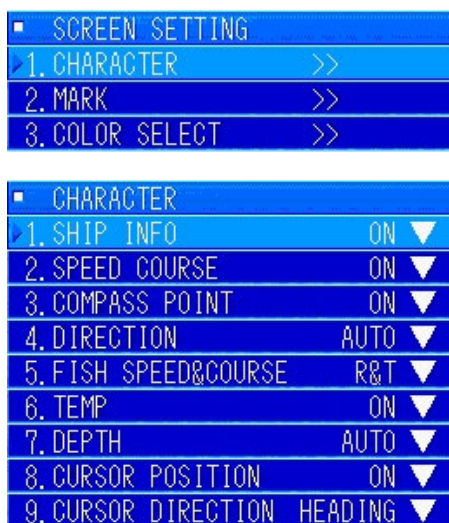 SCREEN SETTING
1. CHARACTER >>
2. MARK >>
3. COLOR SELECT >>
CHARACTER
1. SHIP INFO ON ▼
2. SPEED COURSE ON ▼
3. COMPASS POINT ON ▼
4. DIRECTION AUTO ▼
5. FISH SPEED&COURSE R&T ▼
6. TEMP ON ▼
7. DEPTH AUTO ▼
8. CURSOR POSITION ON ▼
9. CURSOR DIRECTION HEADING ▼